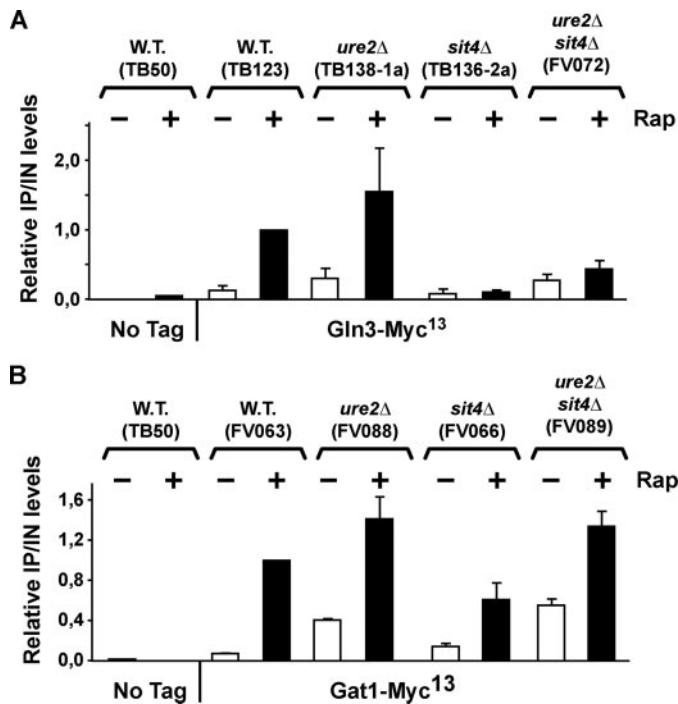 A
W.T.
(TB50)
W.T.
(TB123)
ure2Δ
(TB138-1a)
sit4Δ
(TB136-2a)
ure2Δ
sit4Δ
(FV072)
− + − + − + − + − + Rap
Relative IP/IN levels
2,0
1,0
0,0
No Tag
Gln3-Myc¹³
B
W.T.
(TB50)
W.T.
(FV063)
ure2Δ
(FV088)
sit4Δ
(FV066)
ure2Δ
sit4Δ
(FV089)
− + − + − + − + − + Rap
Relative IP/IN levels
1,6
1,2
0,8
0,4
0,0
No Tag
Gat1-Myc¹³